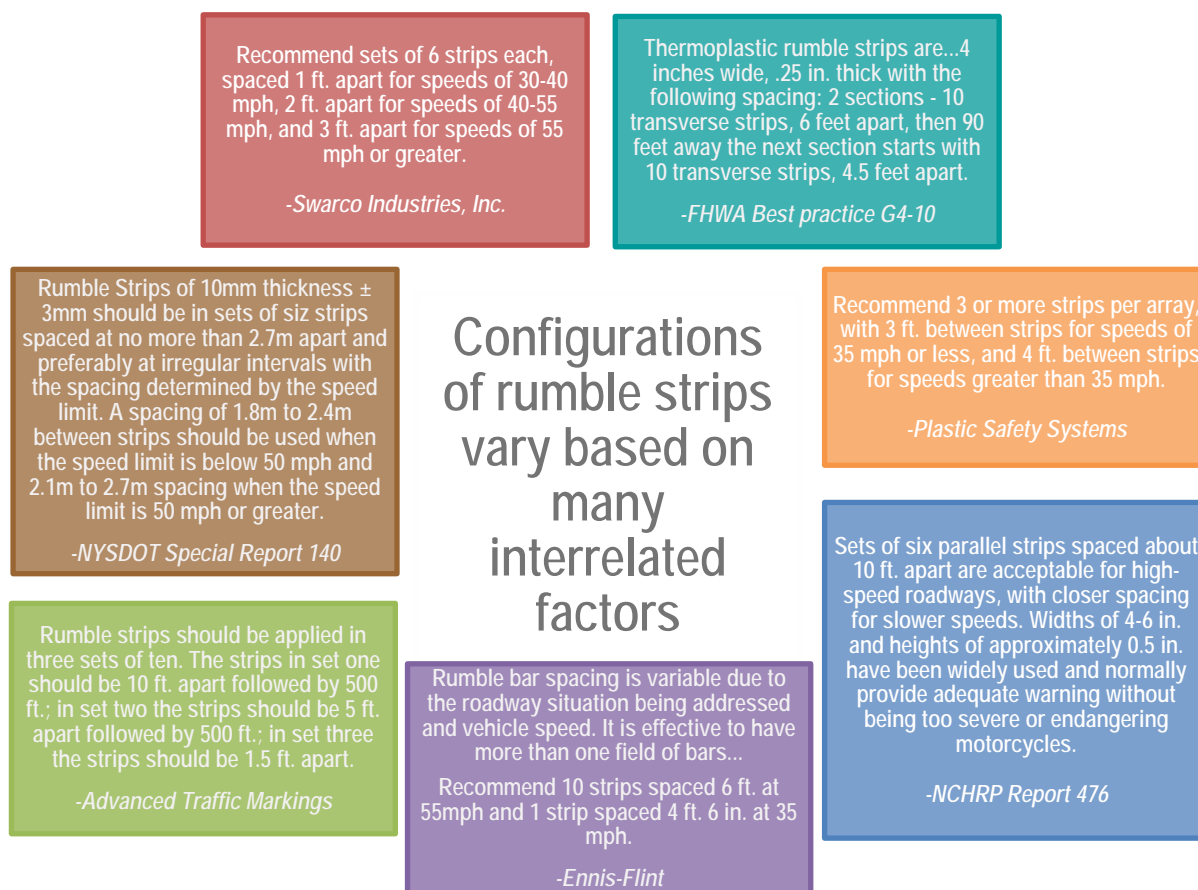 Recommend sets of 6 strips each,
spaced 1 ft. apart for speeds of 30-40
mph, 2 ft. apart for speeds of 40-55
mph, and 3 ft. apart for speeds of 55
mph or greater.
-Swarco Industries, Inc.
Thermoplastic rumble strips are...4
inches wide, .25 in. thick with the
following spacing: 2 sections - 10
transverse strips, 6 feet apart, then 90
feet away the next section starts with
10 transverse strips, 4.5 feet apart.
-FHWA Best practice G4-10
Rumble Strips of 10mm thickness ±
3mm should be in sets of siz strips
spaced at no more than 2.7m apart and
preferably at irregular intervals with
the spacing determined by the speed
limit. A spacing of 1.8m to 2.4m
between strips should be used when
the speed limit is below 50 mph and
2.1m to 2.7m spacing when the speed
limit is 50 mph or greater.
-NYSDOT Special Report 140
Configurations
of rumble strips
vary based on
many
interrelated
factors
Recommend 3 or more strips per array,
with 3 ft. between strips for speeds of
35 mph or less, and 4 ft. between strips
for speeds greater than 35 mph.
-Plastic Safety Systems
Rumble strips should be applied in
three sets of ten. The strips in set one
should be 10 ft. apart followed by 500
ft.; in set two the strips should be 5 ft.
apart followed by 500 ft.; in set three
the strips should be 1.5 ft. apart.
-Advanced Traffic Markings
Rumble bar spacing is variable due to
the roadway situation being addressed
and vehicle speed. It is effective to have
more than one field of bars...
Recommend 10 strips spaced 6 ft. at
55mph and 1 strip spaced 4 ft. 6 in. at 35
mph.
-Ennis-Flint
Sets of six parallel strips spaced about
10 ft. apart are acceptable for high-
speed roadways, with closer spacing
for slower speeds. Widths of 4-6 in.
and heights of approximately 0.5 in.
have been widely used and normally
provide adequate warning without
being too severe or endangering
motorcycles.
-NCHRP Report 476